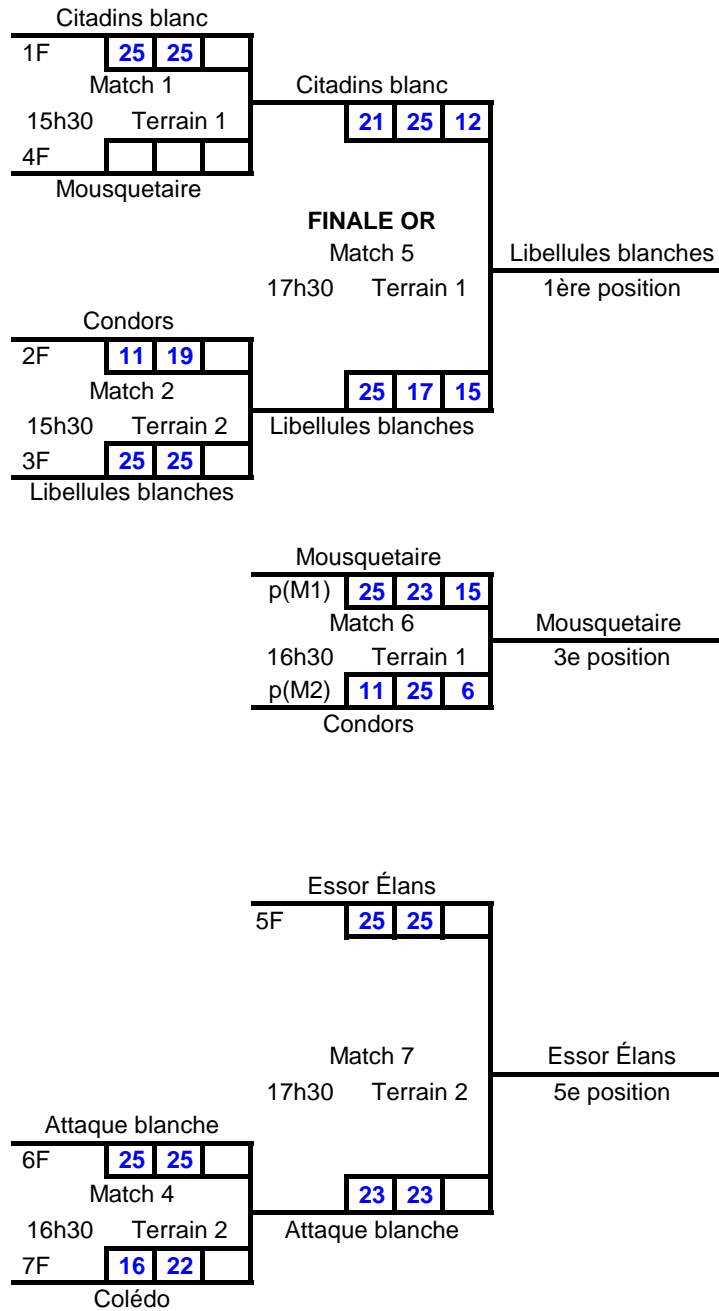 Citadins blanc
1F 25 25
Match 1
Citadins blanc
15h30 Terrain 1
21 25 12
4F
Mousquetaire
FINALE OR
Match 5
Libellules blanches
17h30 Terrain 1
1ère position
Condors
2F 11 19
Match 2
25 17 15
15h30 Terrain 2
Libellules blanches
3F 25 25
Libellules blanches
Mousquetaire
p(M1) 25 23 15
Match 6
Mousquetaire
16h30 Terrain 1
3e position
p(M2) 11 25 6
Condors
Essor Élans
5F 25 25
Match 7
Essor Élans
17h30 Terrain 2
5e position
Attaque blanche
6F 25 25
Match 4
23 23
16h30 Terrain 2
Attaque blanche
7F 16 22
Colédo